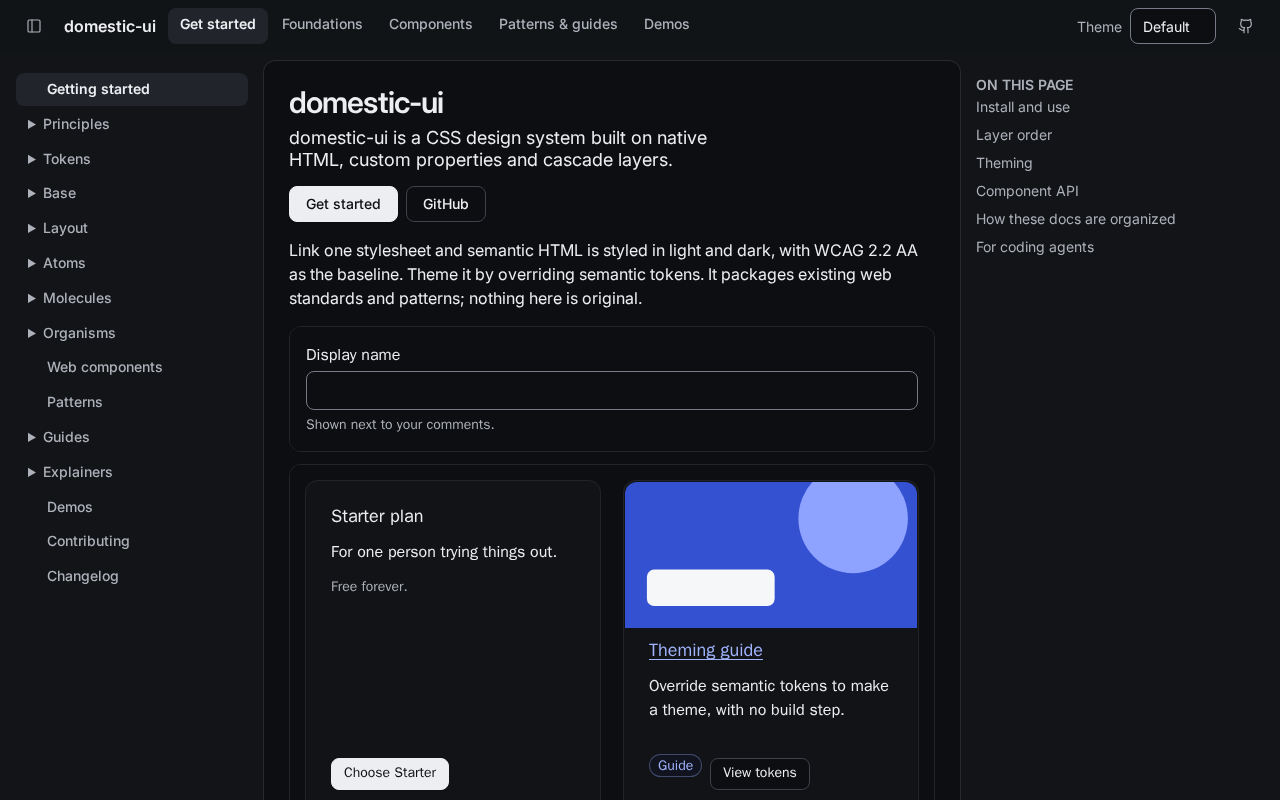 domestic-ui
Get started
Foundations
Components
Patterns & guides
Demos
Theme
Default
Getting started
Principles
Tokens
Base
Layout
Atoms
Molecules
Organisms
Web components
Patterns
Guides
Explainers
Demos
Contributing
Changelog
domestic-ui
domestic-ui is a CSS design system built on native
HTML, custom properties and cascade layers.
Get started
GitHub
Link one stylesheet and semantic HTML is styled in light and dark, with WCAG 2.2 AA
as the baseline. Theme it by overriding semantic tokens. It packages existing web
standards and patterns; nothing here is original.
Display name
Shown next to your comments.
Starter plan
For one person trying things out.
Free forever.
Choose Starter
Theming guide
Override semantic tokens to make
a theme, with no build step.
Guide
View tokens
ON THIS PAGE
Install and use
Layer order
Theming
Component API
How these docs are organized
For coding agents